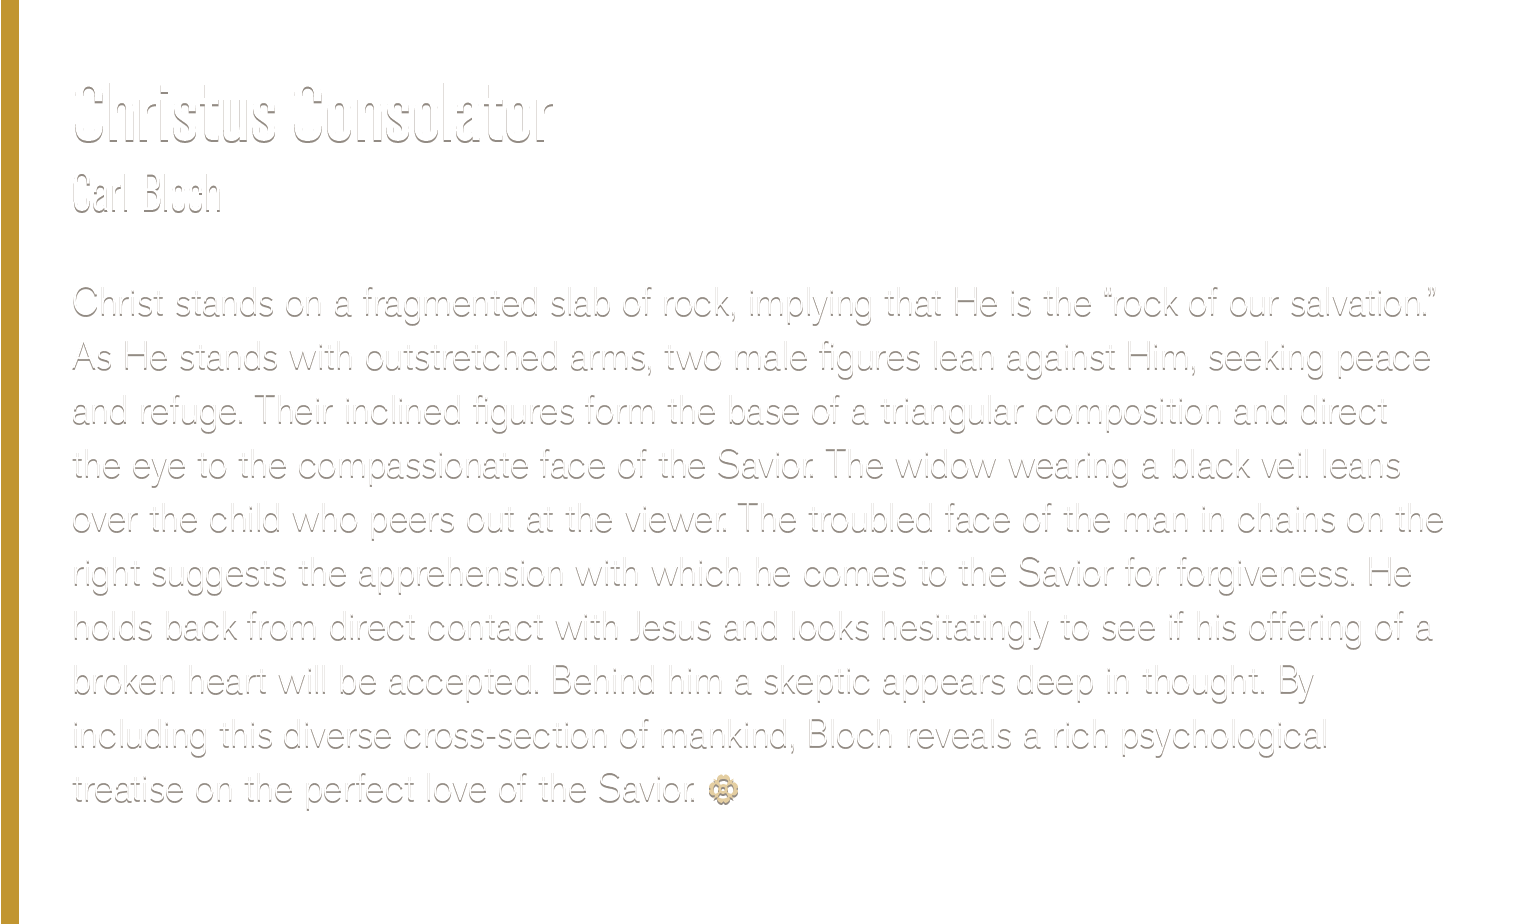 Christus Consolator
Carl Bloch
Christ stands on a fragmented slab of rock, implying that He is the “rock of our salvation.”
As He stands with outstretched arms, two male figures lean against Him, seeking peace
and refuge. Their inclined figures form the base of a triangular composition and direct
the eye to the compassionate face of the Savior. The widow wearing a black veil leans
over the child who peers out at the viewer. The troubled face of the man in chains on the
right suggests the apprehension with which he comes to the Savior for forgiveness. He
holds back from direct contact with Jesus and looks hesitatingly to see if his offering of a
broken heart will be accepted. Behind him a skeptic appears deep in thought. By
including this diverse cross-section of mankind, Bloch reveals a rich psychological
treatise on the perfect love of the Savior.